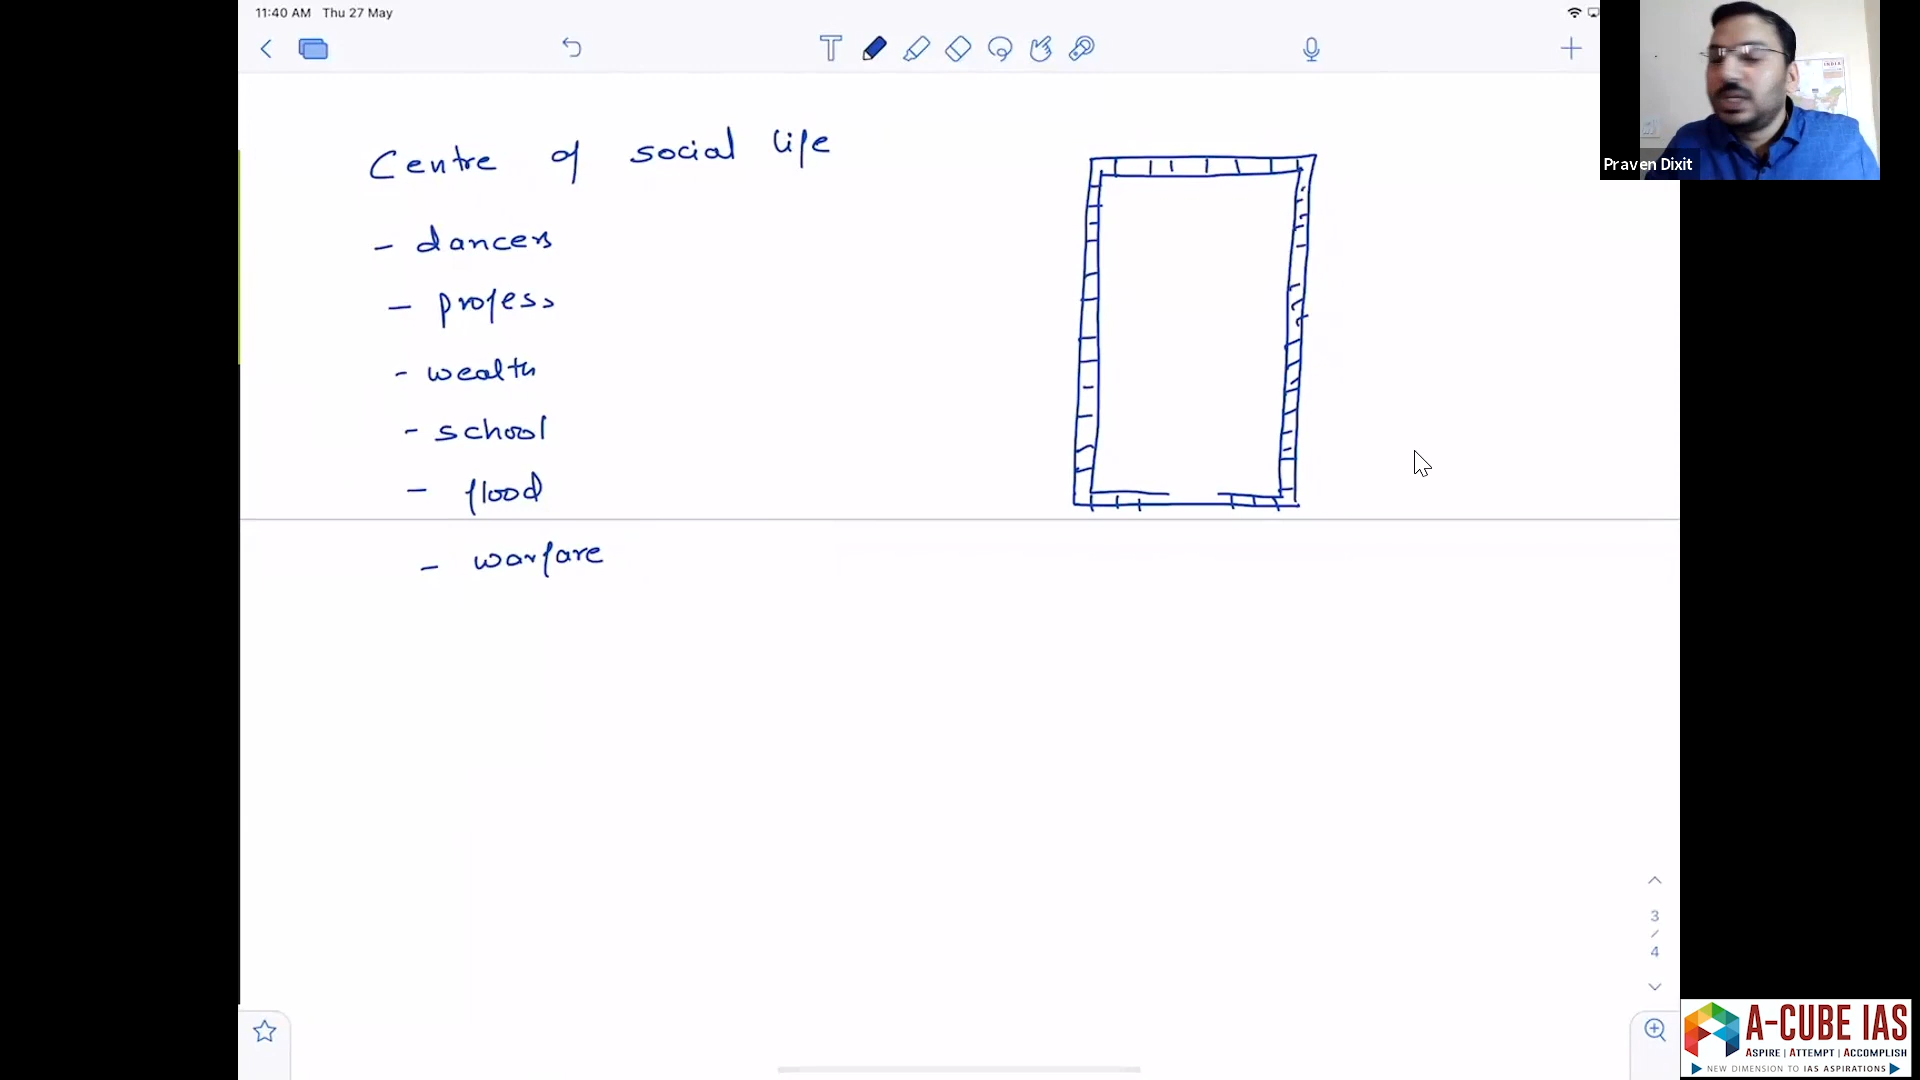 11:40 AM Thu 27 May
Praven Dixit
Centre of social life
- dancers
- profess
- wealth
- school
- flood
- warfare
3
/
4
A-CUBE IAS
ASPIRE | ATTEMPT | ACCOMPLISH
NEW DIMENSION TO IAS ASPIRATIONS